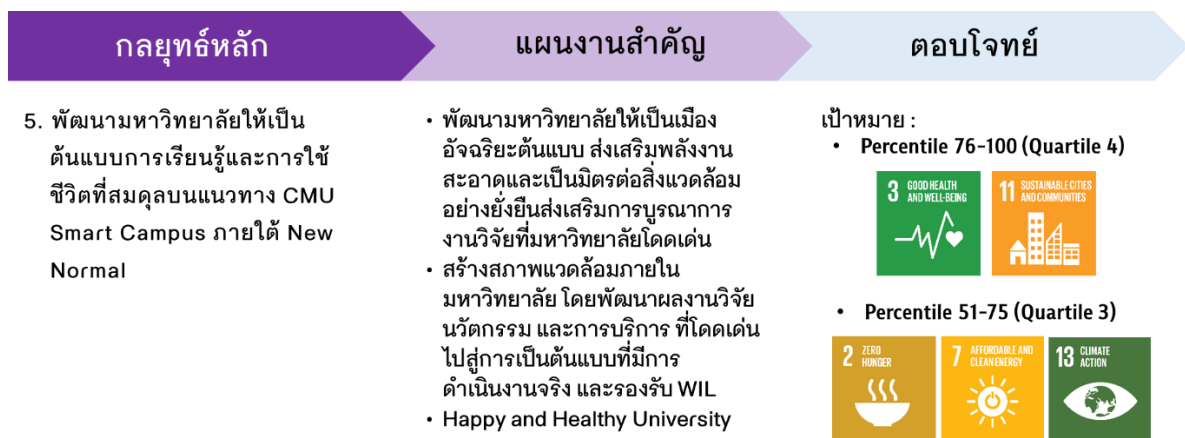 กลยุทธ์หลัก
แผนงานสำคัญ
ตอบโจทย์
5. พัฒนามหาวิทยาลัยให้เป็น
ต้นแบบการเรียนรู้และการใช้
ชีวิตที่สมดุลบนแนวทาง CMU
Smart Campus ภายใต้ New
Normal
• พัฒนามหาวิทยาลัยให้เป็นเมือง
อัจฉริยะต้นแบบ ส่งเสริมพลังงาน
สะอาดและเป็นมิตรต่อสิ่งแวดล้อม
อย่างยั่งยืนส่งเสริมการบูรณาการ
งานวิจัยที่มหาวิทยาลัยโดดเด่น
• สร้างสภาพแวดล้อมภายใน
มหาวิทยาลัย โดยพัฒนาผลงานวิจัย
นวัตกรรม และการบริการ ที่โดดเด่น
ไปสู่การเป็นต้นแบบที่มีการ
ดำเนินงานจริง และรองรับ WIL
• Happy and Healthy University
เป้าหมาย :
• Percentile 76-100 (Quartile 4)
3 GOOD HEALTH
AND WELL-BEING
11 SUSTAINABLE CITIES
AND COMMUNITIES
• Percentile 51-75 (Quartile 3)
2 ZERO
HUNGER
7 AFFORDABLE AND
CLEAN ENERGY
13 CLIMATE
ACTION